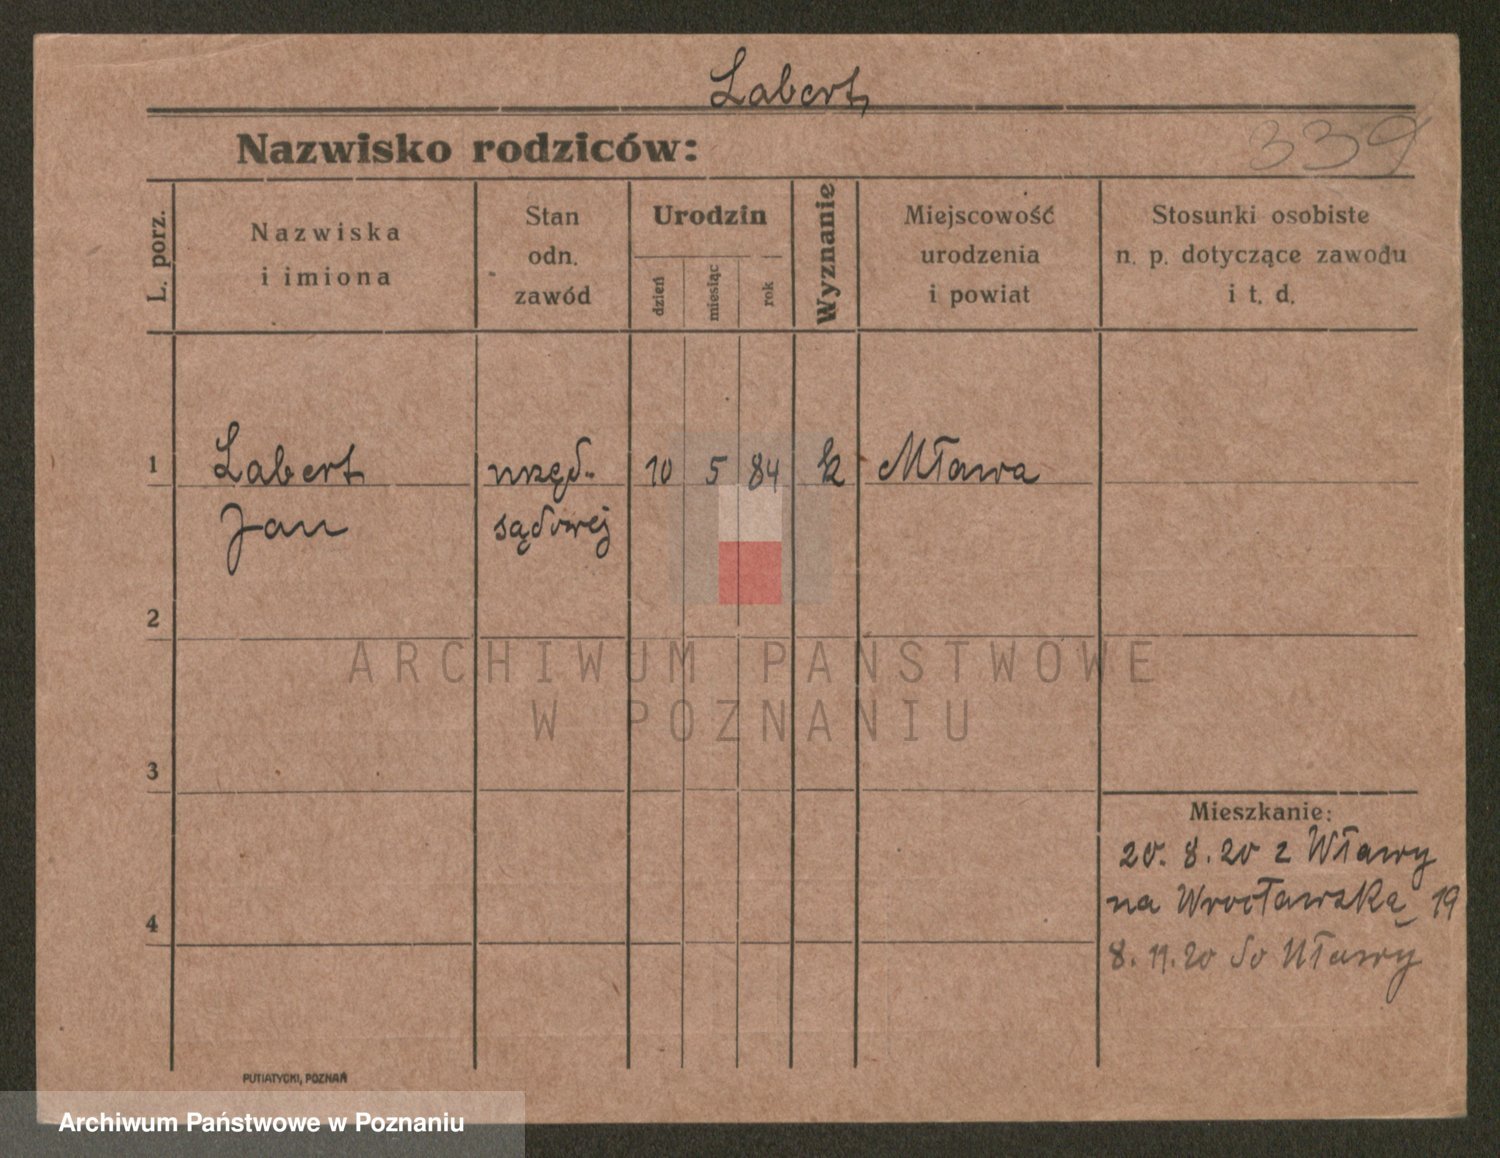 Labert
Nazwisko rodziców:
339
L. porz.
Nazwiska
i imiona
Stan
odn.
zawód
Urodzin
dzień
miesiąc
rok
Wyznanie
Miejscowość
urodzenia
i powiat
Stosunki osobiste
n. p. dotyczące zawodu
i t. d.
1 Labert urzęd. 10 5 84 k Mława
Jan sądowej
2
ARCHIWUM PAŃSTWOWE
W POZNANIU
3
Mieszkanie:
20. 8. 20 z Mławy
na Wrocławską 19
4
8. 11. 20 do Mławy
PUTIATYCKI, POZNAŃ
Archiwum Państwowe w Poznaniu